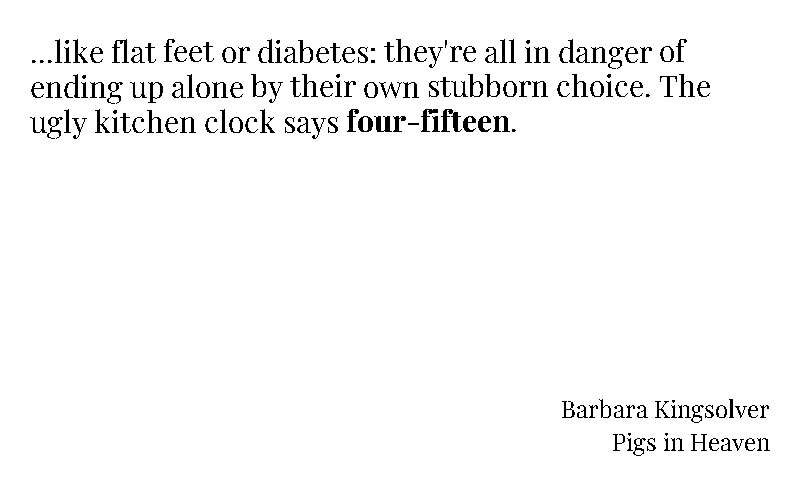 ...like flat feet or diabetes: they're all in danger of
ending up alone by their own stubborn choice. The
ugly kitchen clock says four-fifteen.
Barbara Kingsolver
Pigs in Heaven